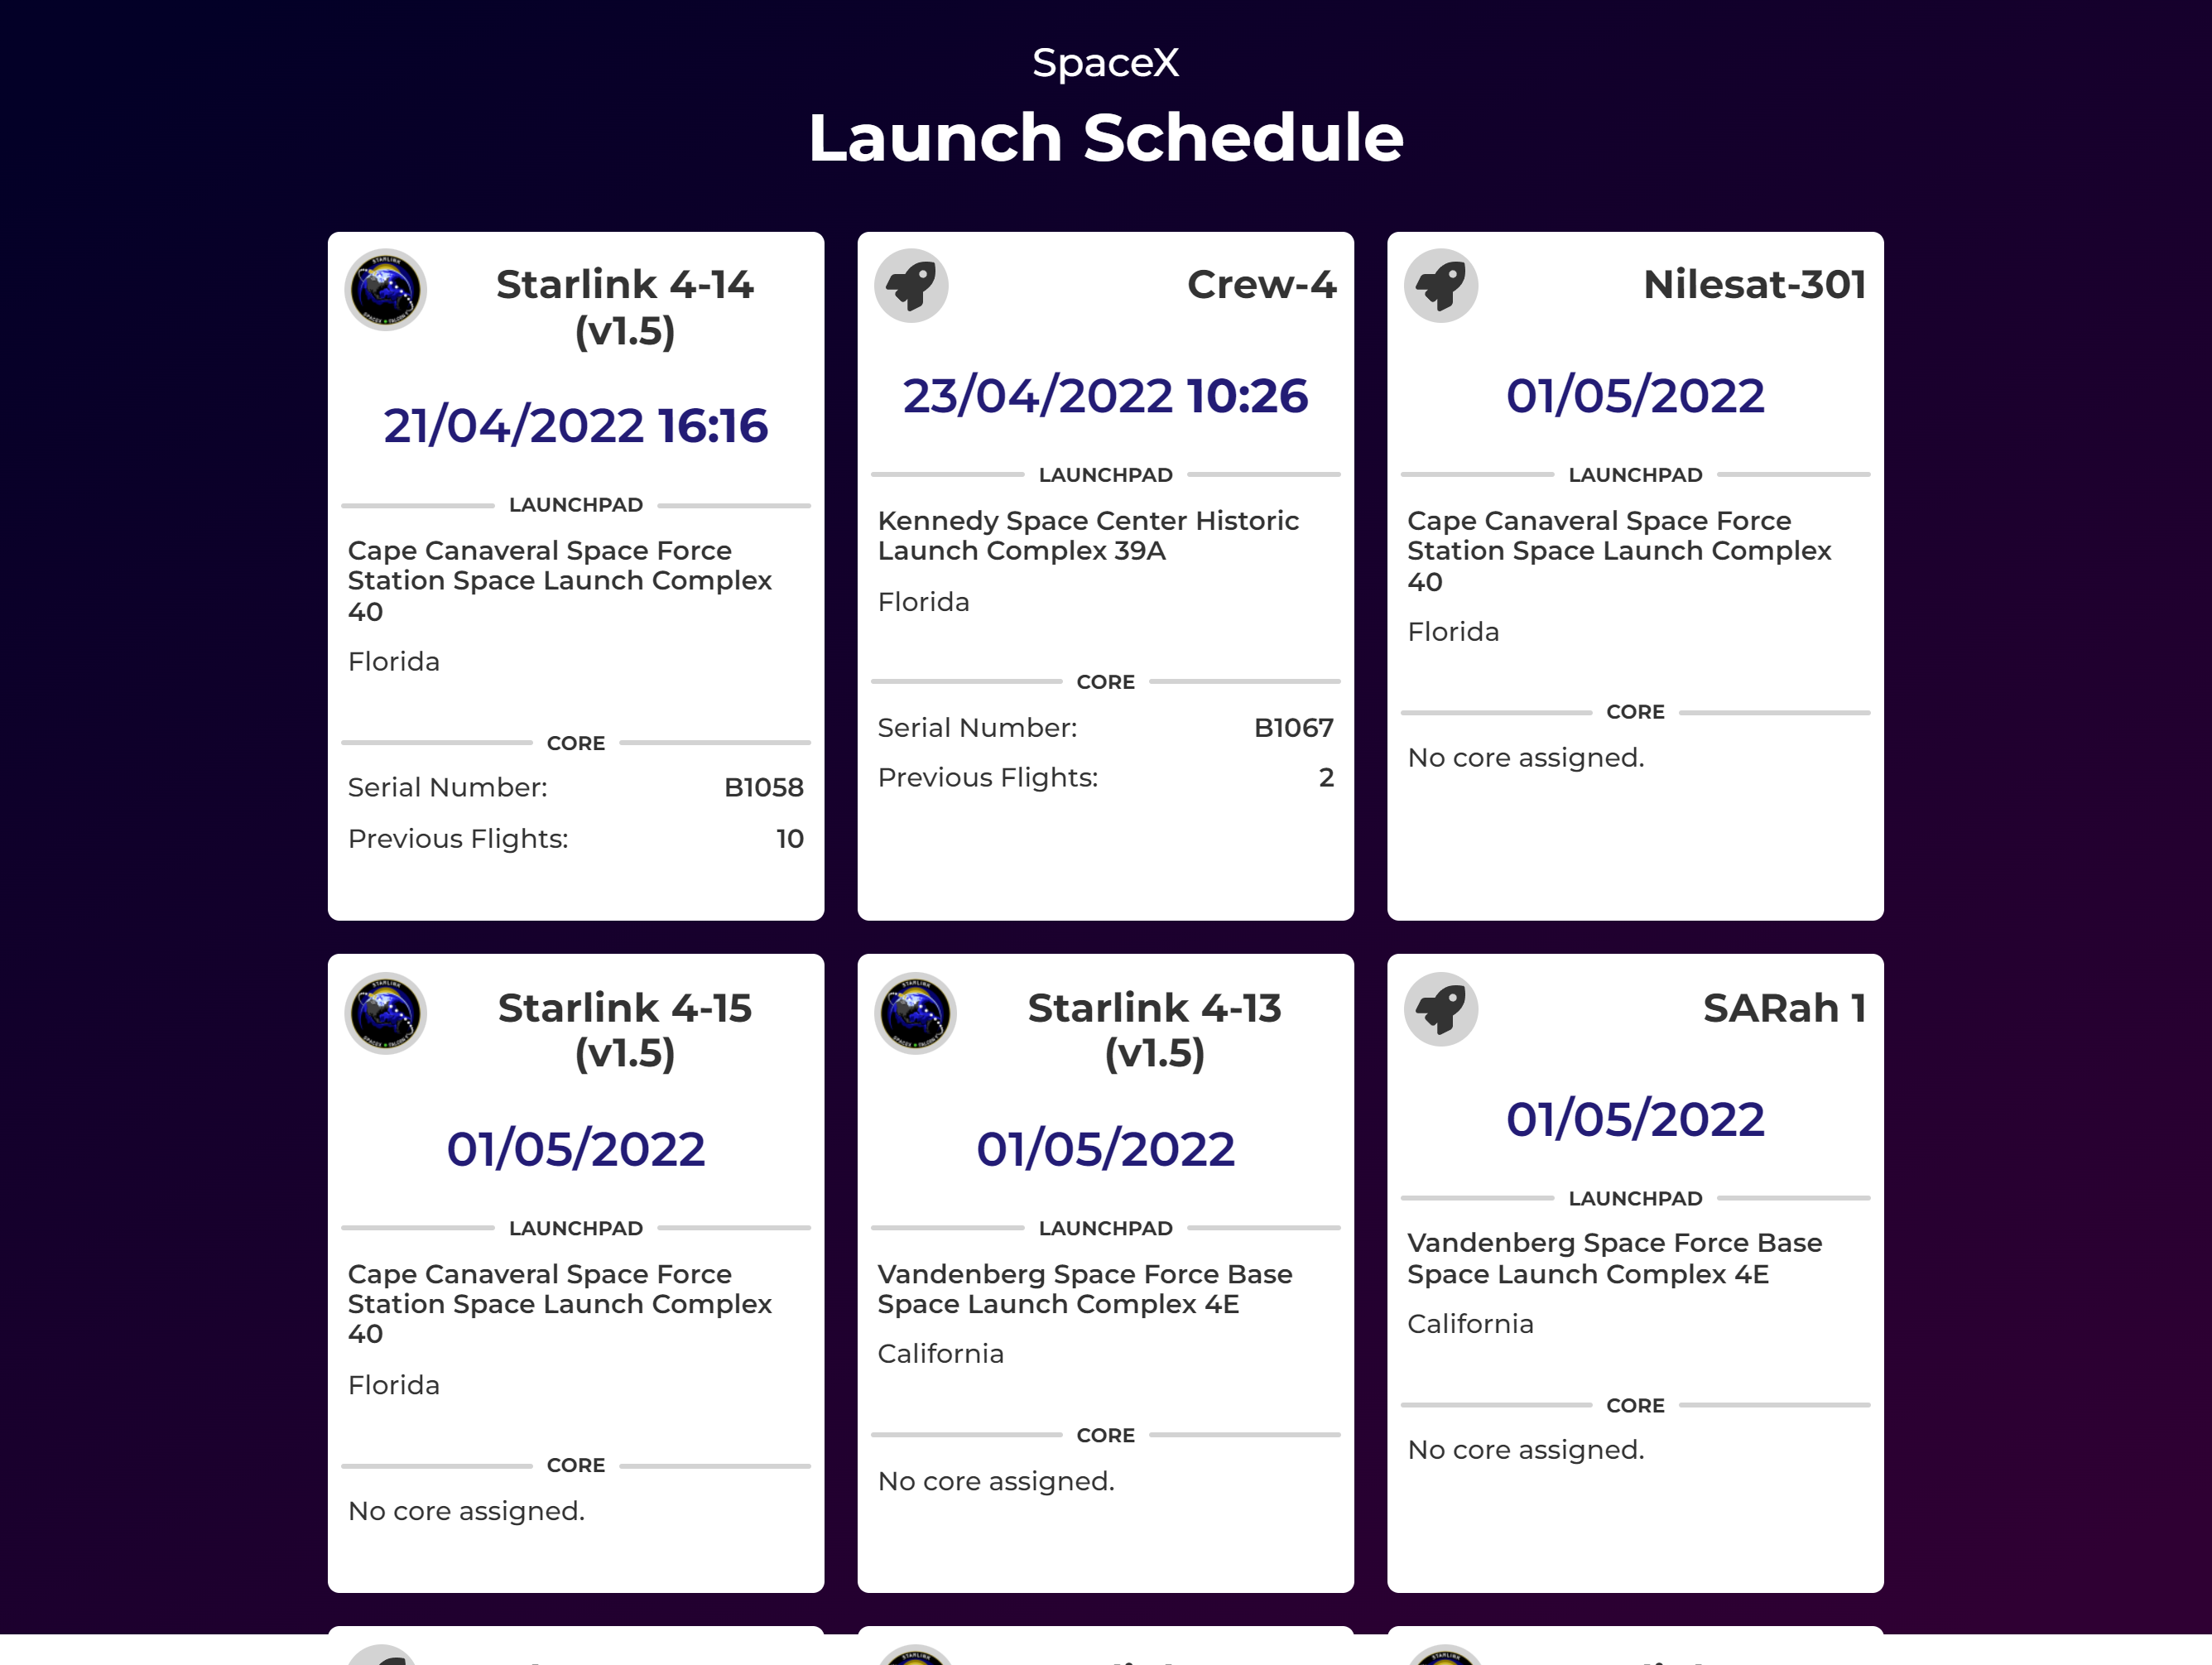 SpaceX
Launch Schedule
Starlink 4-14
(v1.5)
21/04/2022 16:16
LAUNCHPAD
Cape Canaveral Space Force
Station Space Launch Complex
40
Florida
CORE
Serial Number: B1058
Previous Flights: 10
Crew-4
23/04/2022 10:26
LAUNCHPAD
Kennedy Space Center Historic
Launch Complex 39A
Florida
CORE
Serial Number: B1067
Previous Flights: 2
Nilesat-301
01/05/2022
LAUNCHPAD
Cape Canaveral Space Force
Station Space Launch Complex
40
Florida
CORE
No core assigned.
STARLINK
Starlink 4-15
(v1.5)
01/05/2022
LAUNCHPAD
Cape Canaveral Space Force
Station Space Launch Complex
40
Florida
CORE
No core assigned.
STARLINK
Starlink 4-13
(v1.5)
01/05/2022
LAUNCHPAD
Vandenberg Space Force Base
Space Launch Complex 4E
California
CORE
No core assigned.
SARah 1
01/05/2022
LAUNCHPAD
Vandenberg Space Force Base
Space Launch Complex 4E
California
CORE
No core assigned.